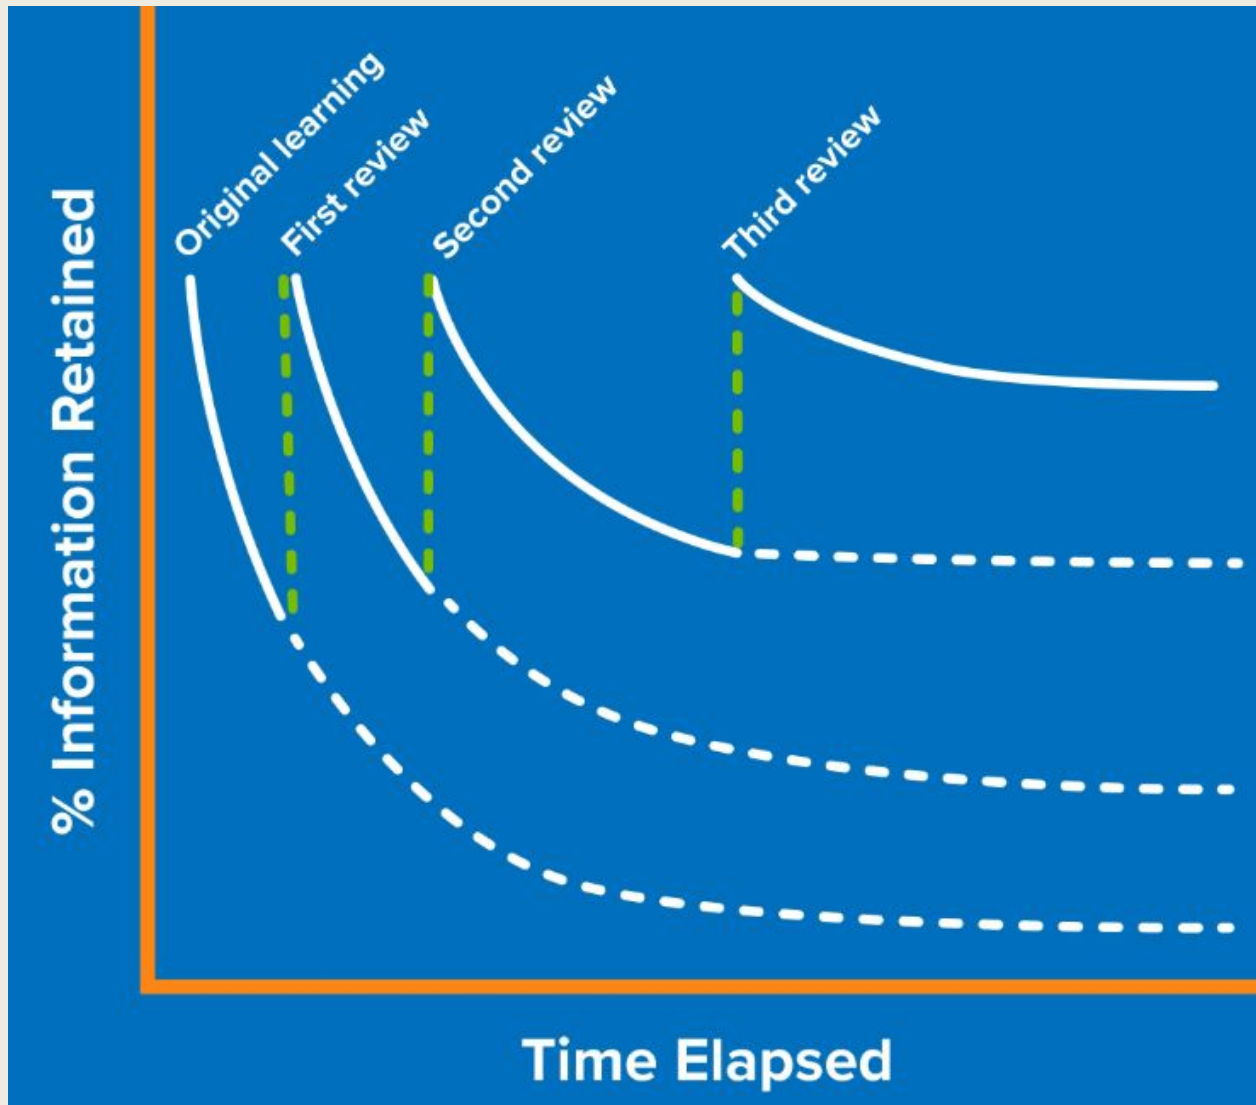 Original learning
First review
Second review
Third review
% Information Retained
Time Elapsed